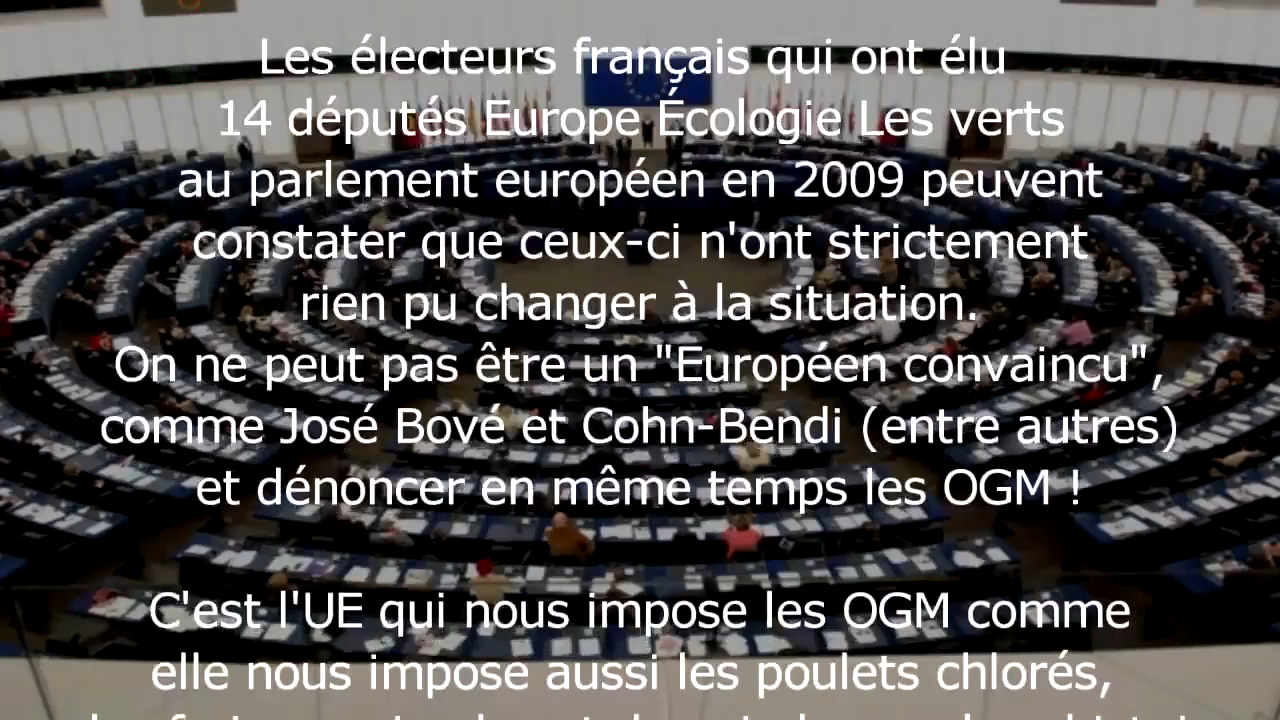 Les électeurs français qui ont élu
14 députés Europe Écologie Les verts
au parlement européen en 2009 peuvent
constater que ceux-ci n'ont strictement
rien pu changer à la situation.
On ne peut pas être un "Européen convaincu",
comme José Bové et Cohn-Bendi (entre autres)
et dénoncer en même temps les OGM !
C'est l'UE qui nous impose les OGM comme
elle nous impose aussi les poulets chlorés,